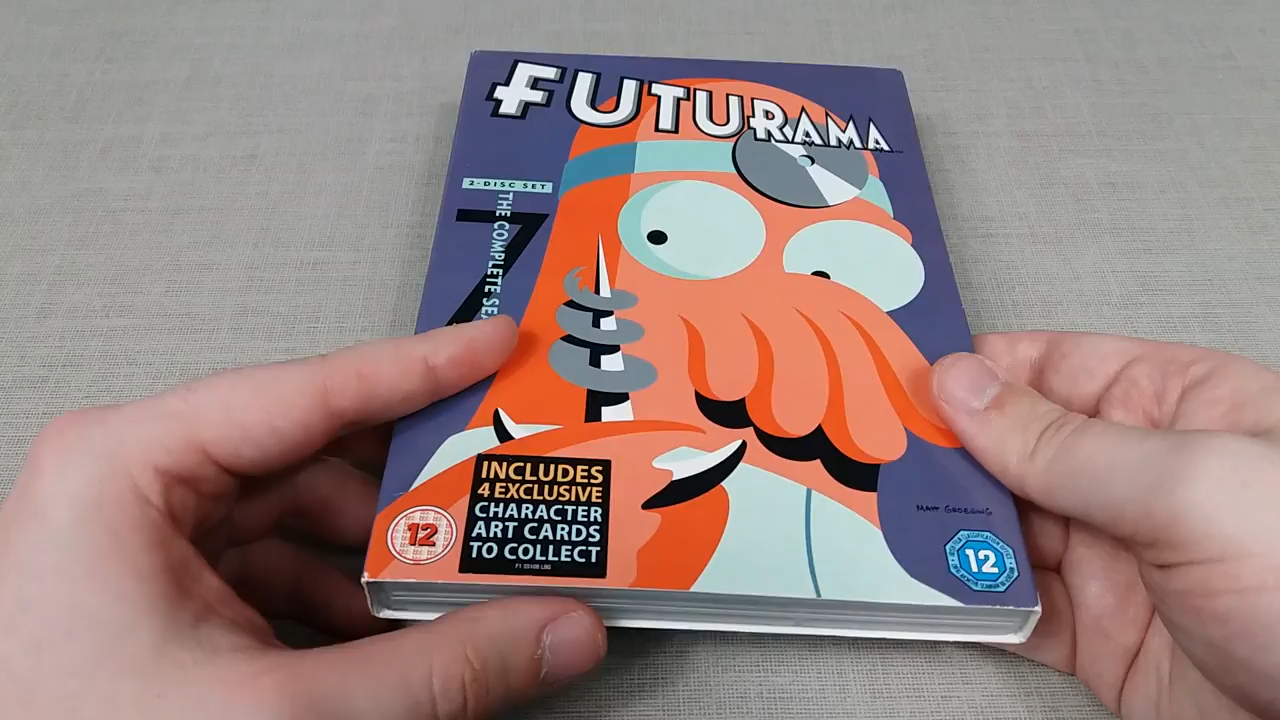 FUTURAMA
2-DISC SET
THE COMPLETE SEA
7
INCLUDES
4 EXCLUSIVE
CHARACTER
ART CARDS
TO COLLECT
12
MATT GROENING
12